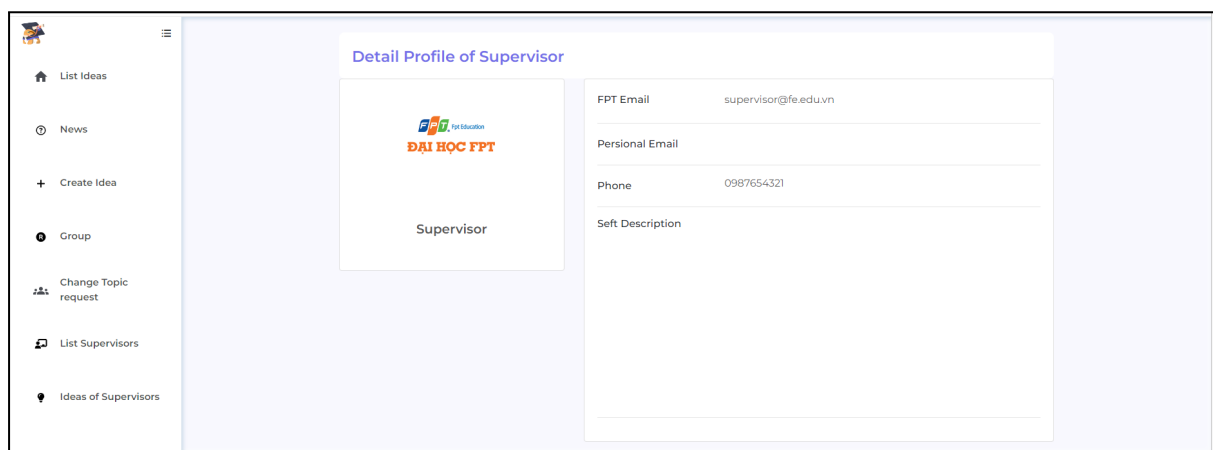 List Ideas
News
Create Idea
Group
Change Topic
request
List Supervisors
Ideas of Supervisors
Detail Profile of Supervisor
FPT. Fpt Education
ĐẠI HỌC FPT
Supervisor
FPT Email supervisor@fe.edu.vn
Persional Email
Phone 0987654321
Seft Description